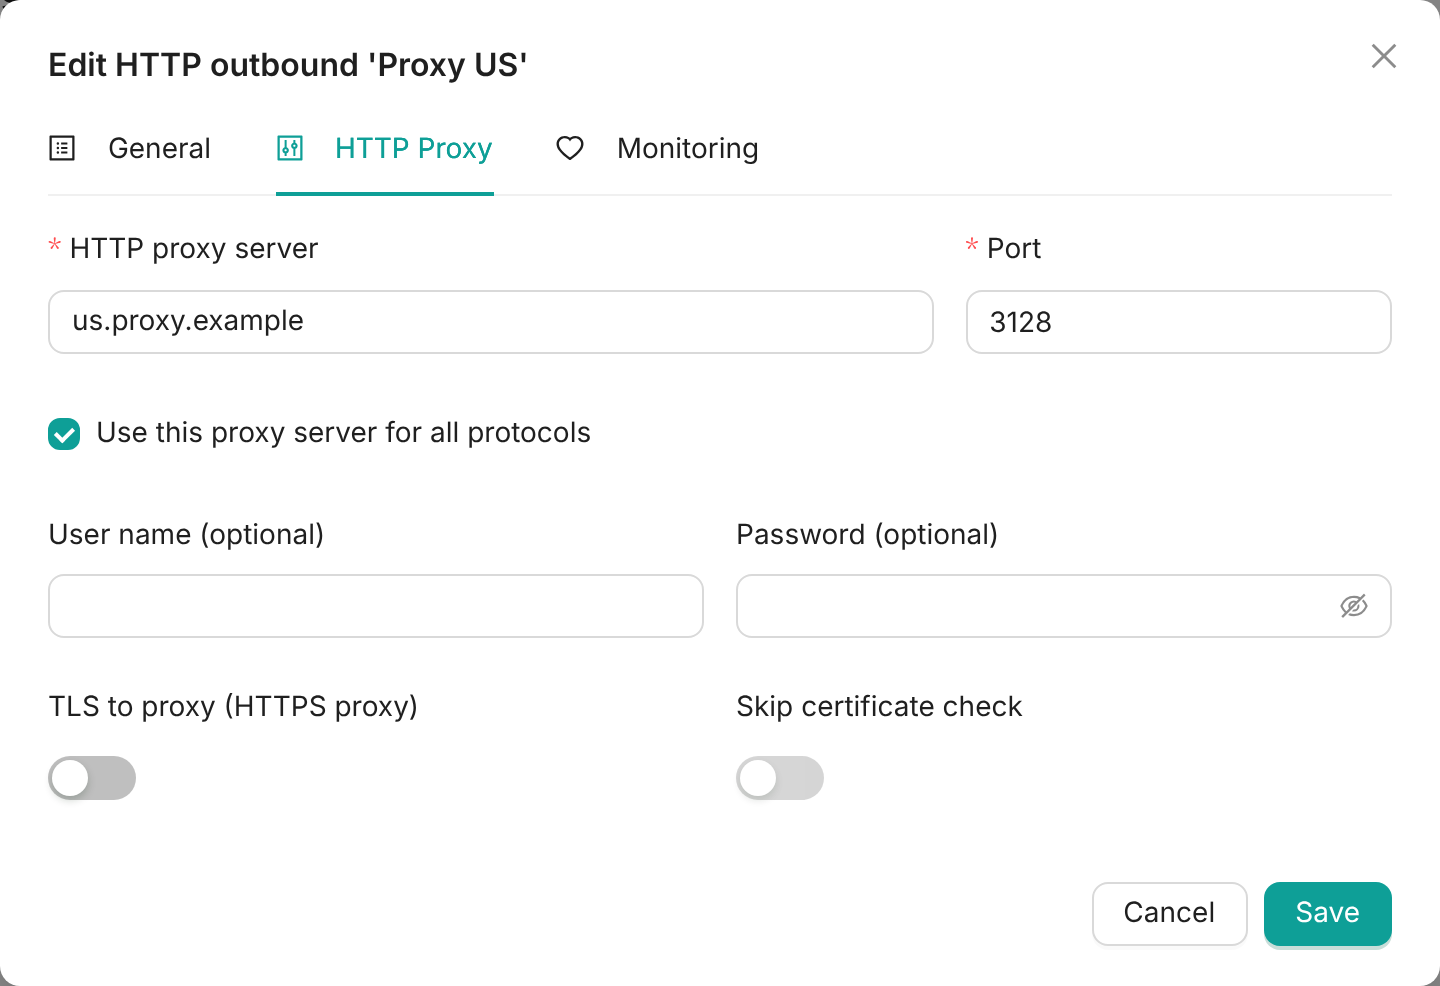 Edit HTTP outbound 'Proxy US'
General HTTP Proxy Monitoring
* HTTP proxy server * Port
us.proxy.example 3128
Use this proxy server for all protocols
User name (optional) Password (optional)
TLS to proxy (HTTPS proxy) Skip certificate check
Cancel Save